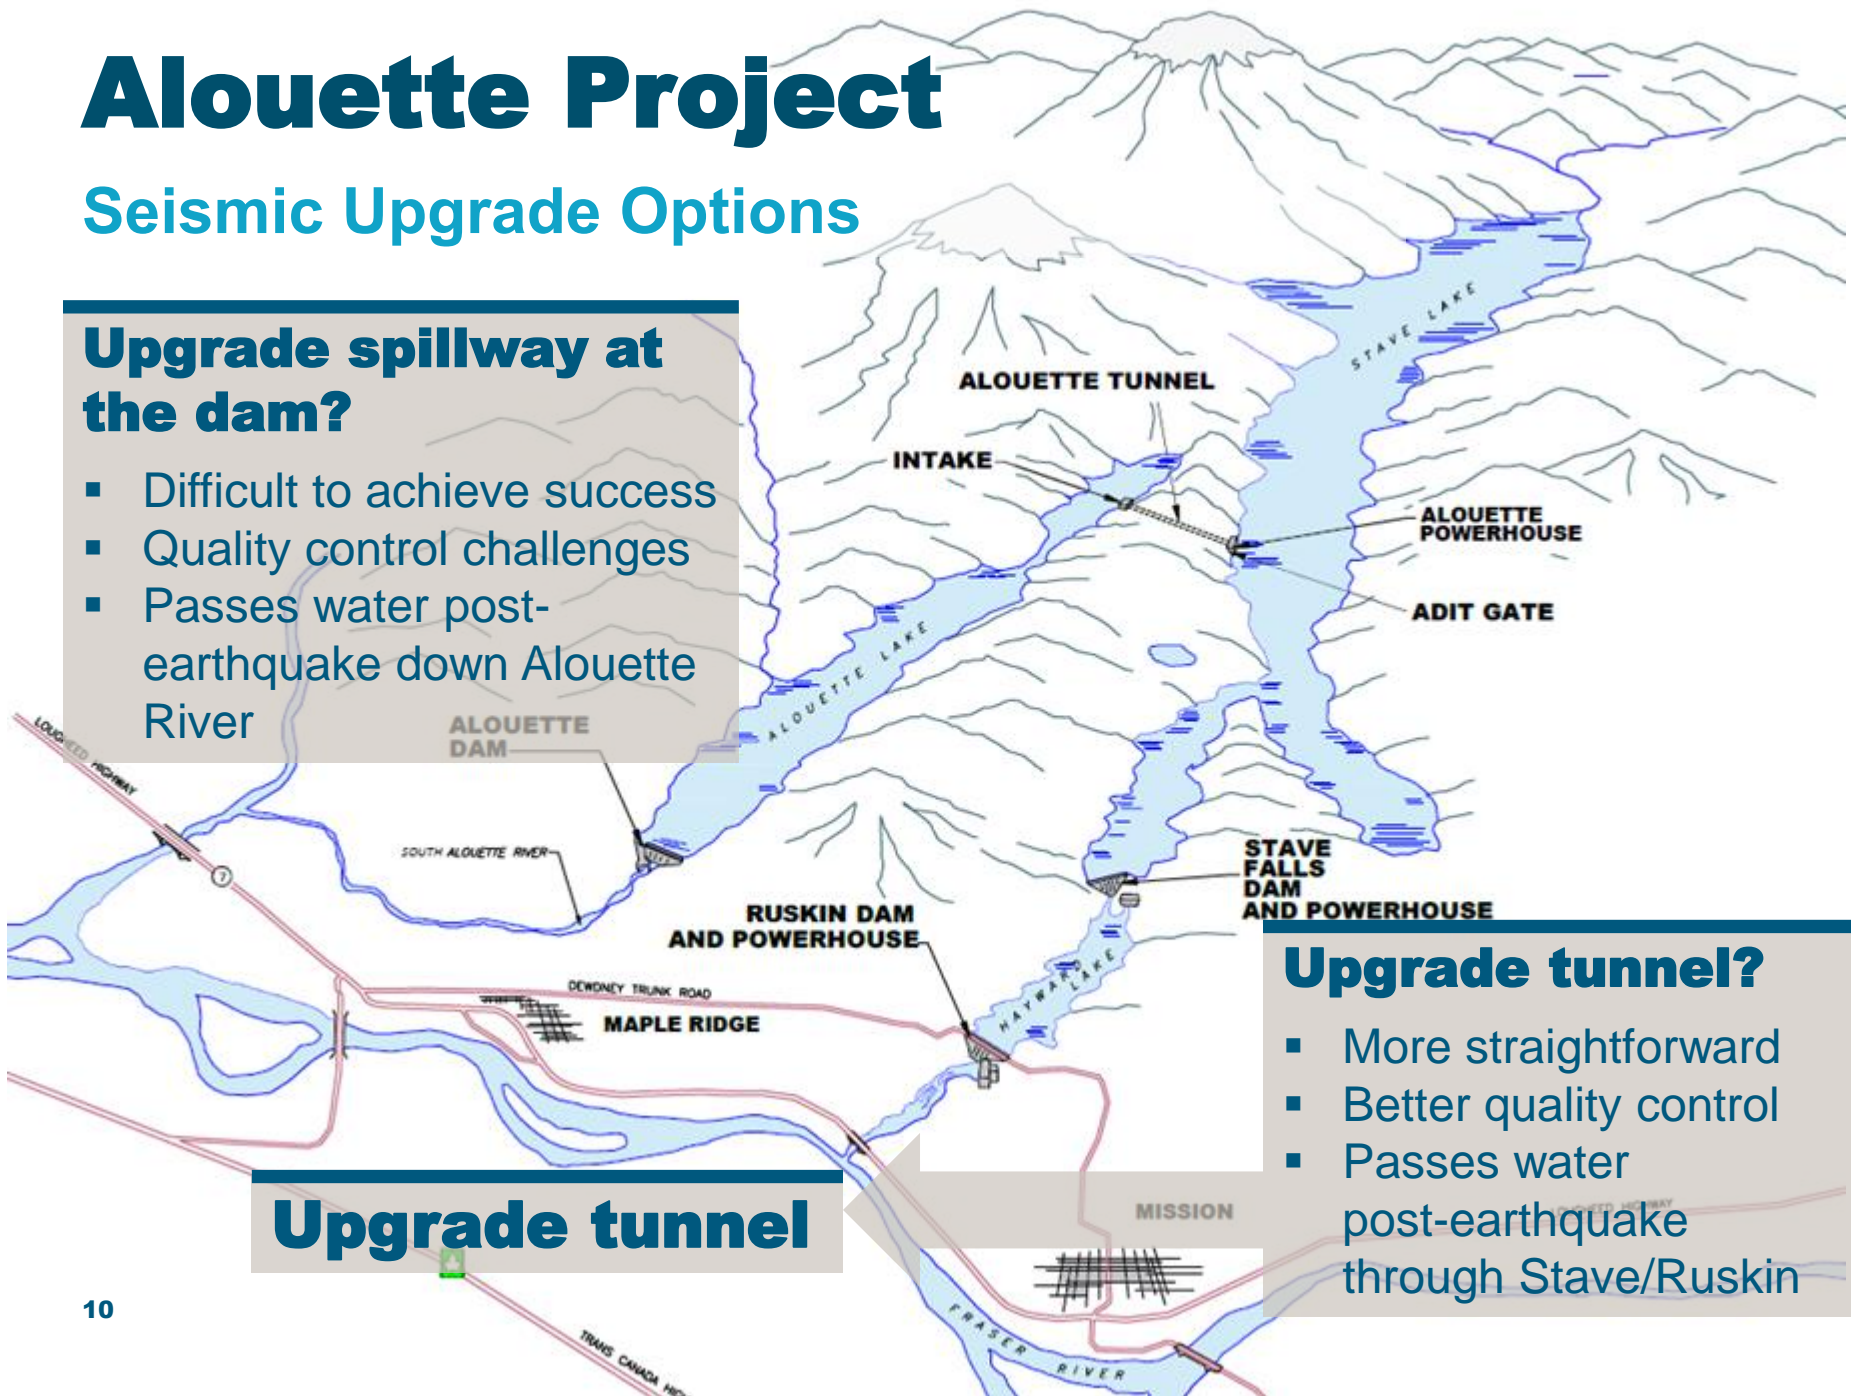 Alouette Project
Seismic Upgrade Options
Upgrade spillway at
the dam?
▪ Difficult to achieve success
▪ Quality control challenges
▪ Passes water post-
earthquake down Alouette
River
STAVE LAKE
ALOUETTE TUNNEL
INTAKE
ALOUETTE
POWERHOUSE
ADIT GATE
ALOUETTE LAKE
ALOUETTE
DAM
LOUGHEED HIGHWAY
7
SOUTH ALOUETTE RIVER
STAVE
FALLS
DAM
AND POWERHOUSE
RUSKIN DAM
AND POWERHOUSE
HAYWARD
LAKE
DEWDNEY TRUNK ROAD
MAPLE RIDGE
Upgrade tunnel?
▪ More straightforward
▪ Better quality control
▪ Passes water
post-earthquake
through Stave/Ruskin
LOUGHEED HIGHWAY
MISSION
Upgrade tunnel
FRASER RIVER
TRANS CANADA
10